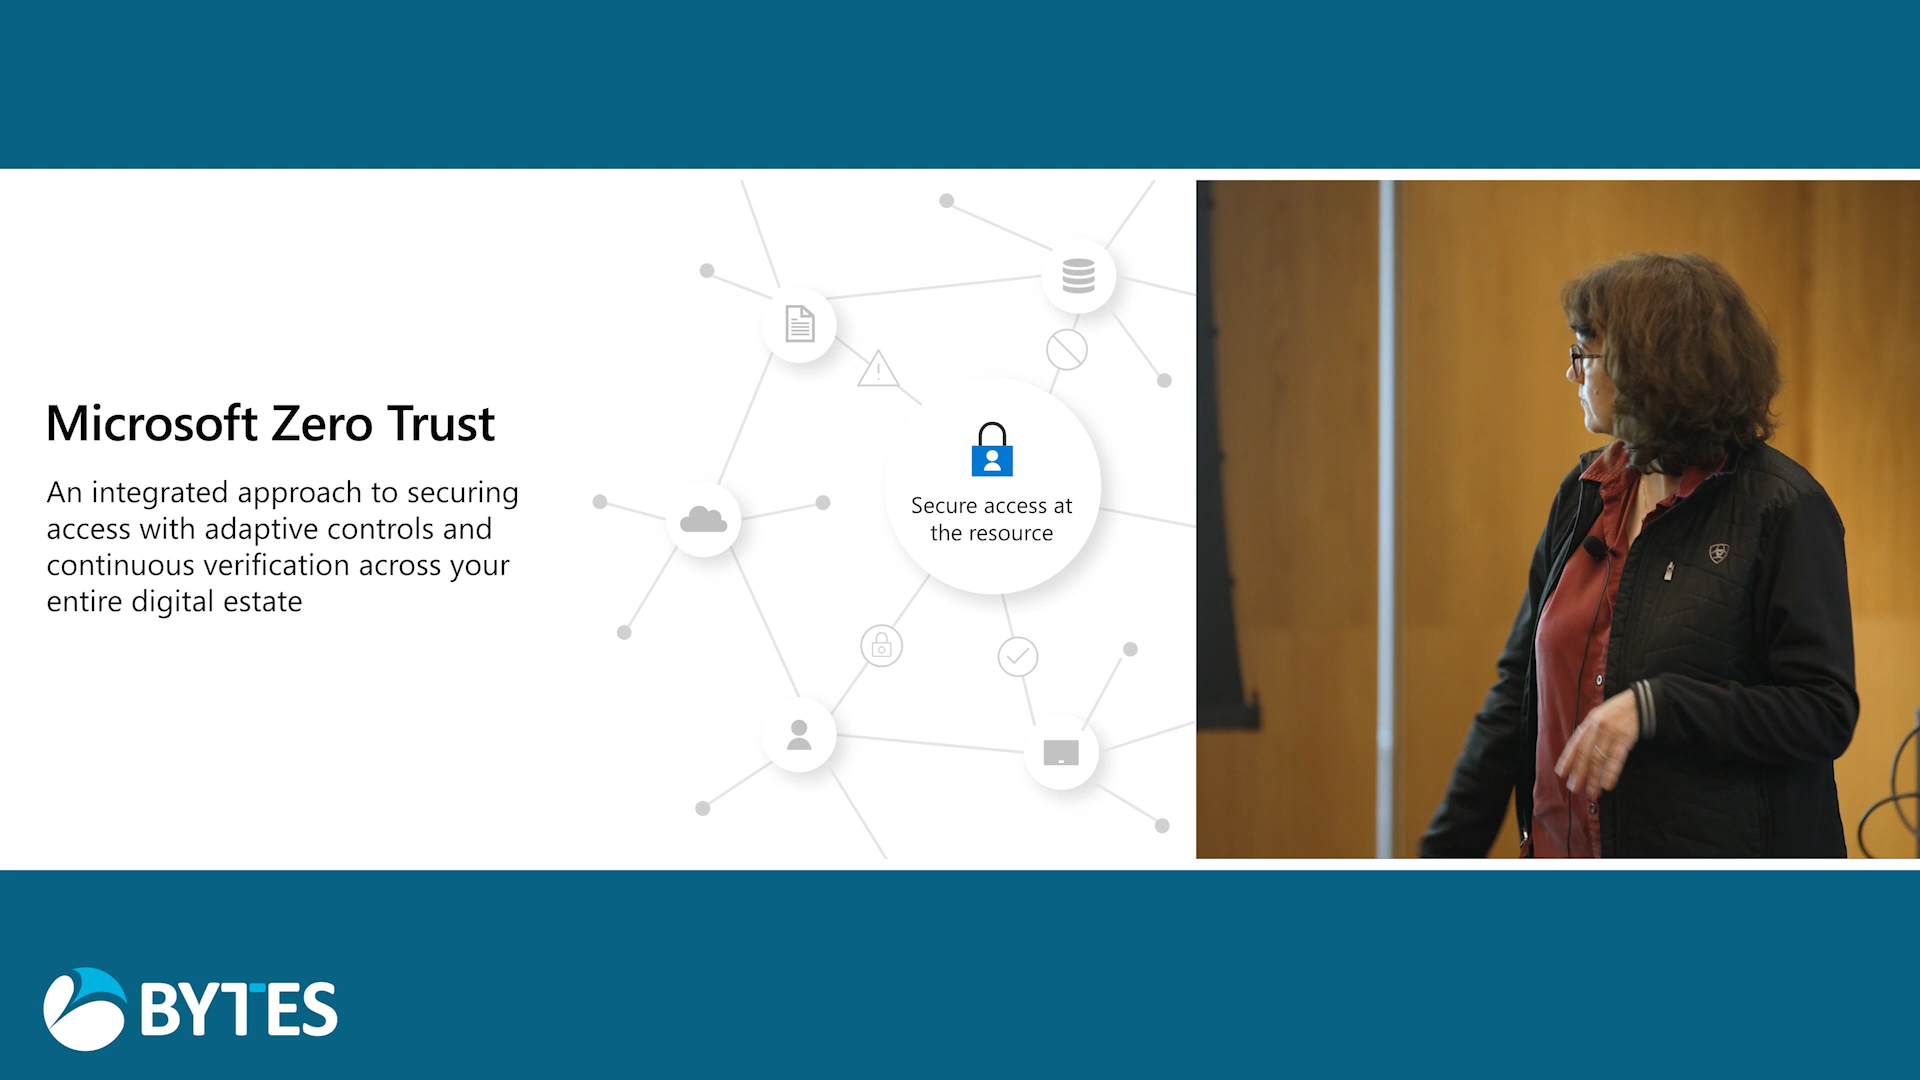 Microsoft Zero Trust
An integrated approach to securing
access with adaptive controls and
continuous verification across your
entire digital estate
Secure access at
the resource
BYTES